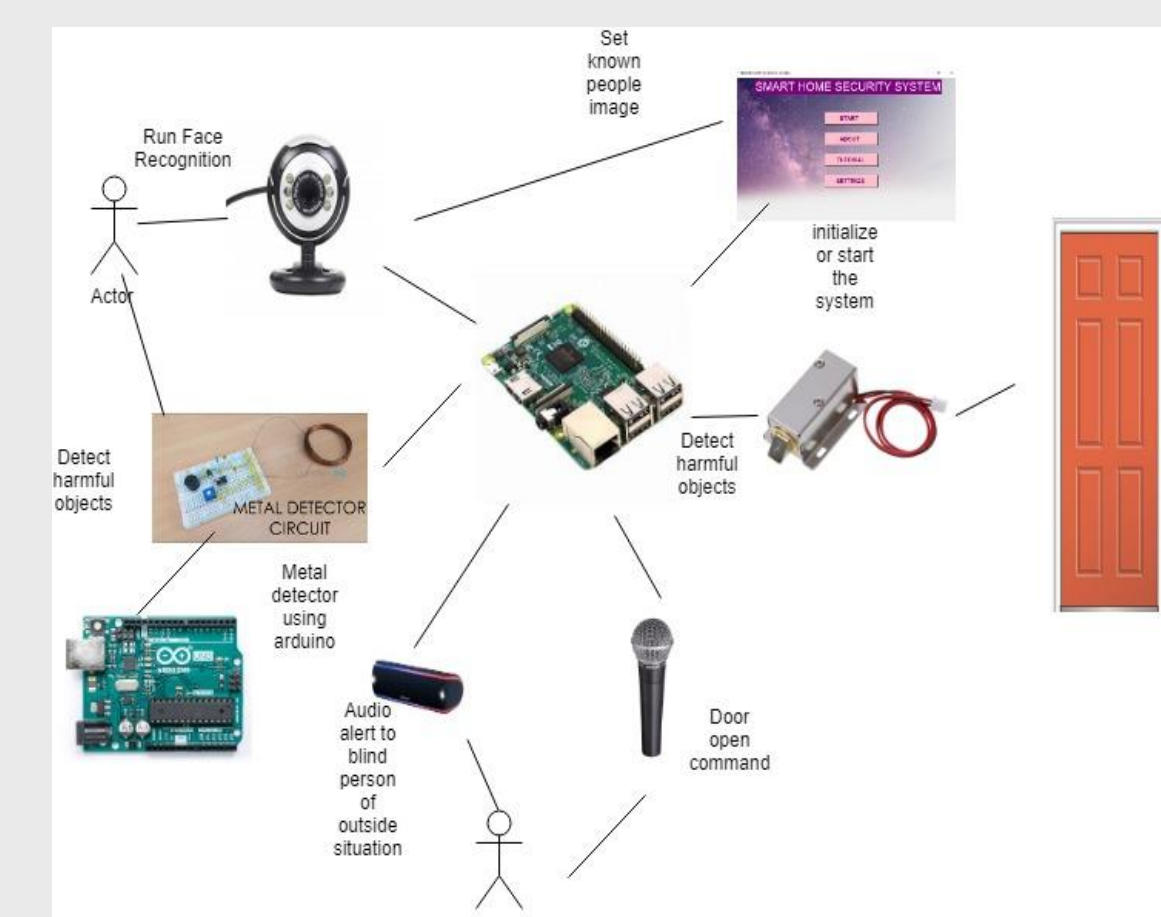 Set
known
people
image
SMART HOME SECURITY SYSTEM
START
ABOUT
TUTORIAL
SETTINGS
Run Face
Recognition
Actor
initialize
or start
the
system
Detect
harmful
objects
METAL DETECTOR
CIRCUIT
Detect
harmful
objects
Metal
detector
using
arduino
Audio
alert to
blind
person
of
outside
situation
Door
open
command